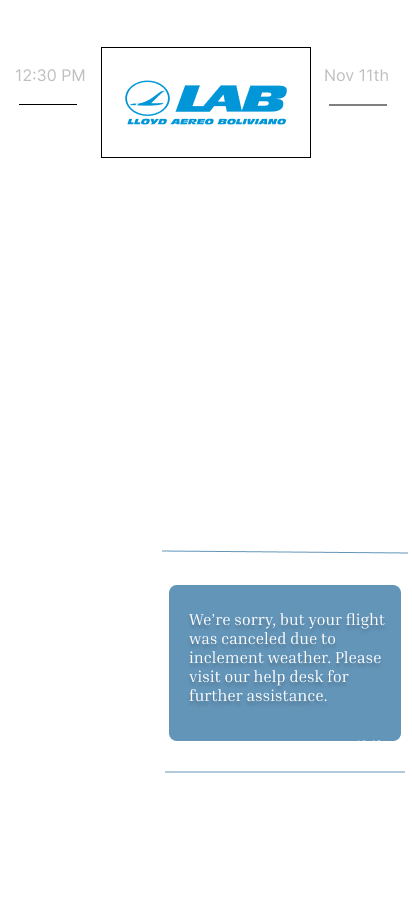 12:30 PM
Nov 11th
LAB
LLOYD AEREO BOLIVIANO
We’re sorry, but your flight
was canceled due to
inclement weather. Please
visit our help desk for
further assistance.